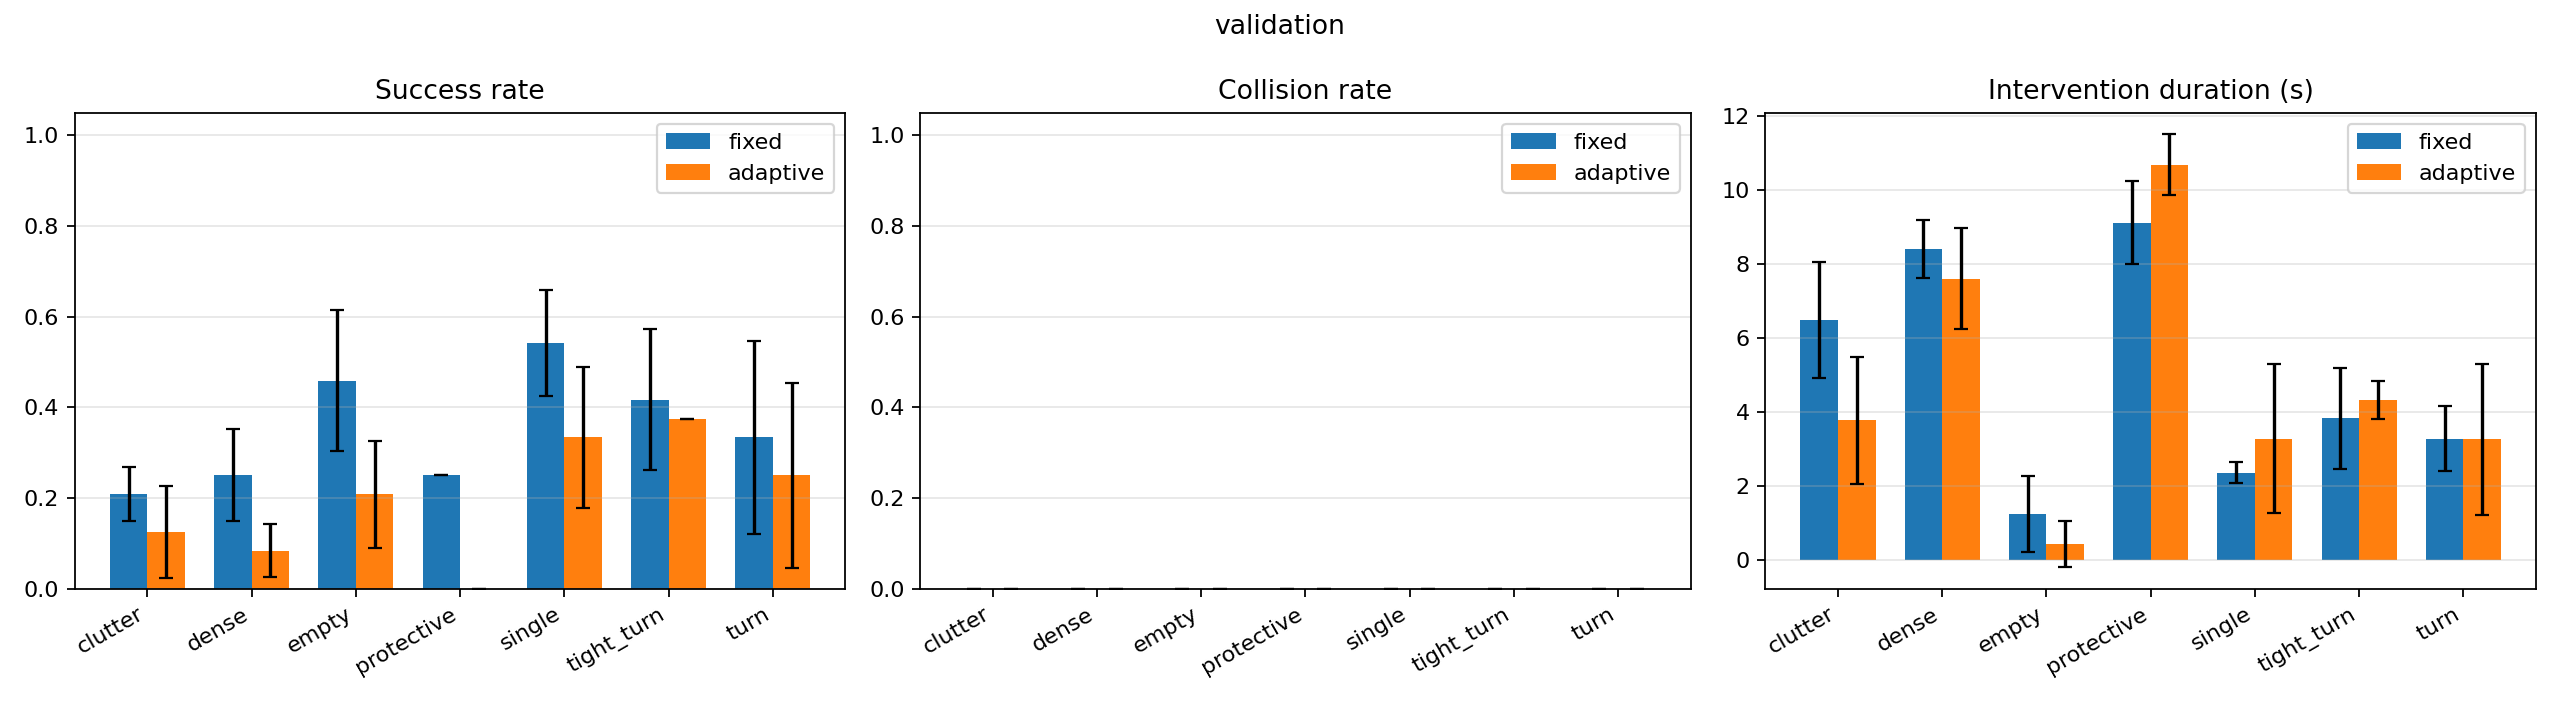 validation
Success rate
1.0
0.8
0.6
0.4
0.2
0.0
fixed
adaptive
clutter
dense
empty
protective
single
tight_turn
turn
Collision rate
1.0
0.8
0.6
0.4
0.2
0.0
fixed
adaptive
clutter
dense
empty
protective
single
tight_turn
turn
Intervention duration (s)
12
10
8
6
4
2
0
fixed
adaptive
clutter
dense
empty
protective
single
tight_turn
turn